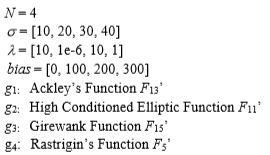 N = 4
σ = [10, 20, 30, 40]
λ = [10, 1e-6, 10, 1]
bias = [0, 100, 200, 300]
g₁: Ackley's Function F₁₃'
g₂: High Conditioned Elliptic Function F₁₁'
g₃: Girewank Function F₁₅'
g₄: Rastrigin's Function F₅'